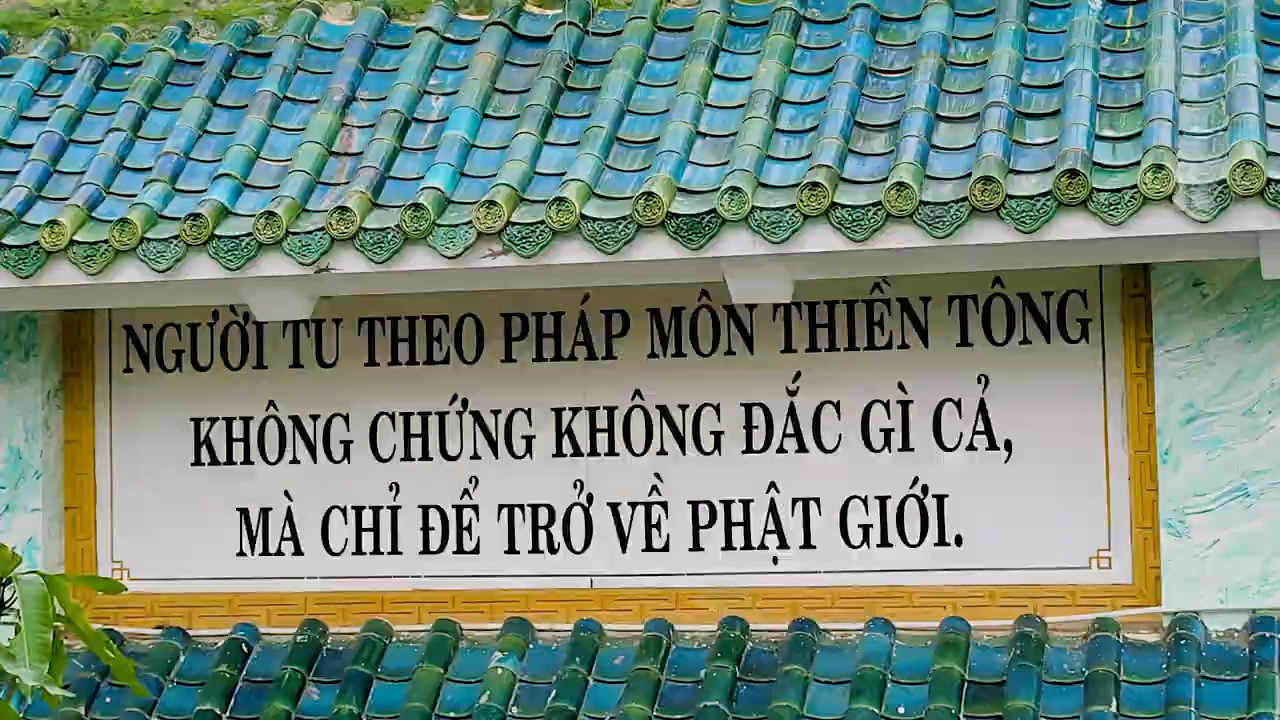 NGƯỜI TU THEO PHÁP MÔN THIỀN TÔNG
KHÔNG CHỨNG KHÔNG ĐẮC GÌ CẢ,
MÀ CHỈ ĐỂ TRỞ VỀ PHẬT GIỚI.